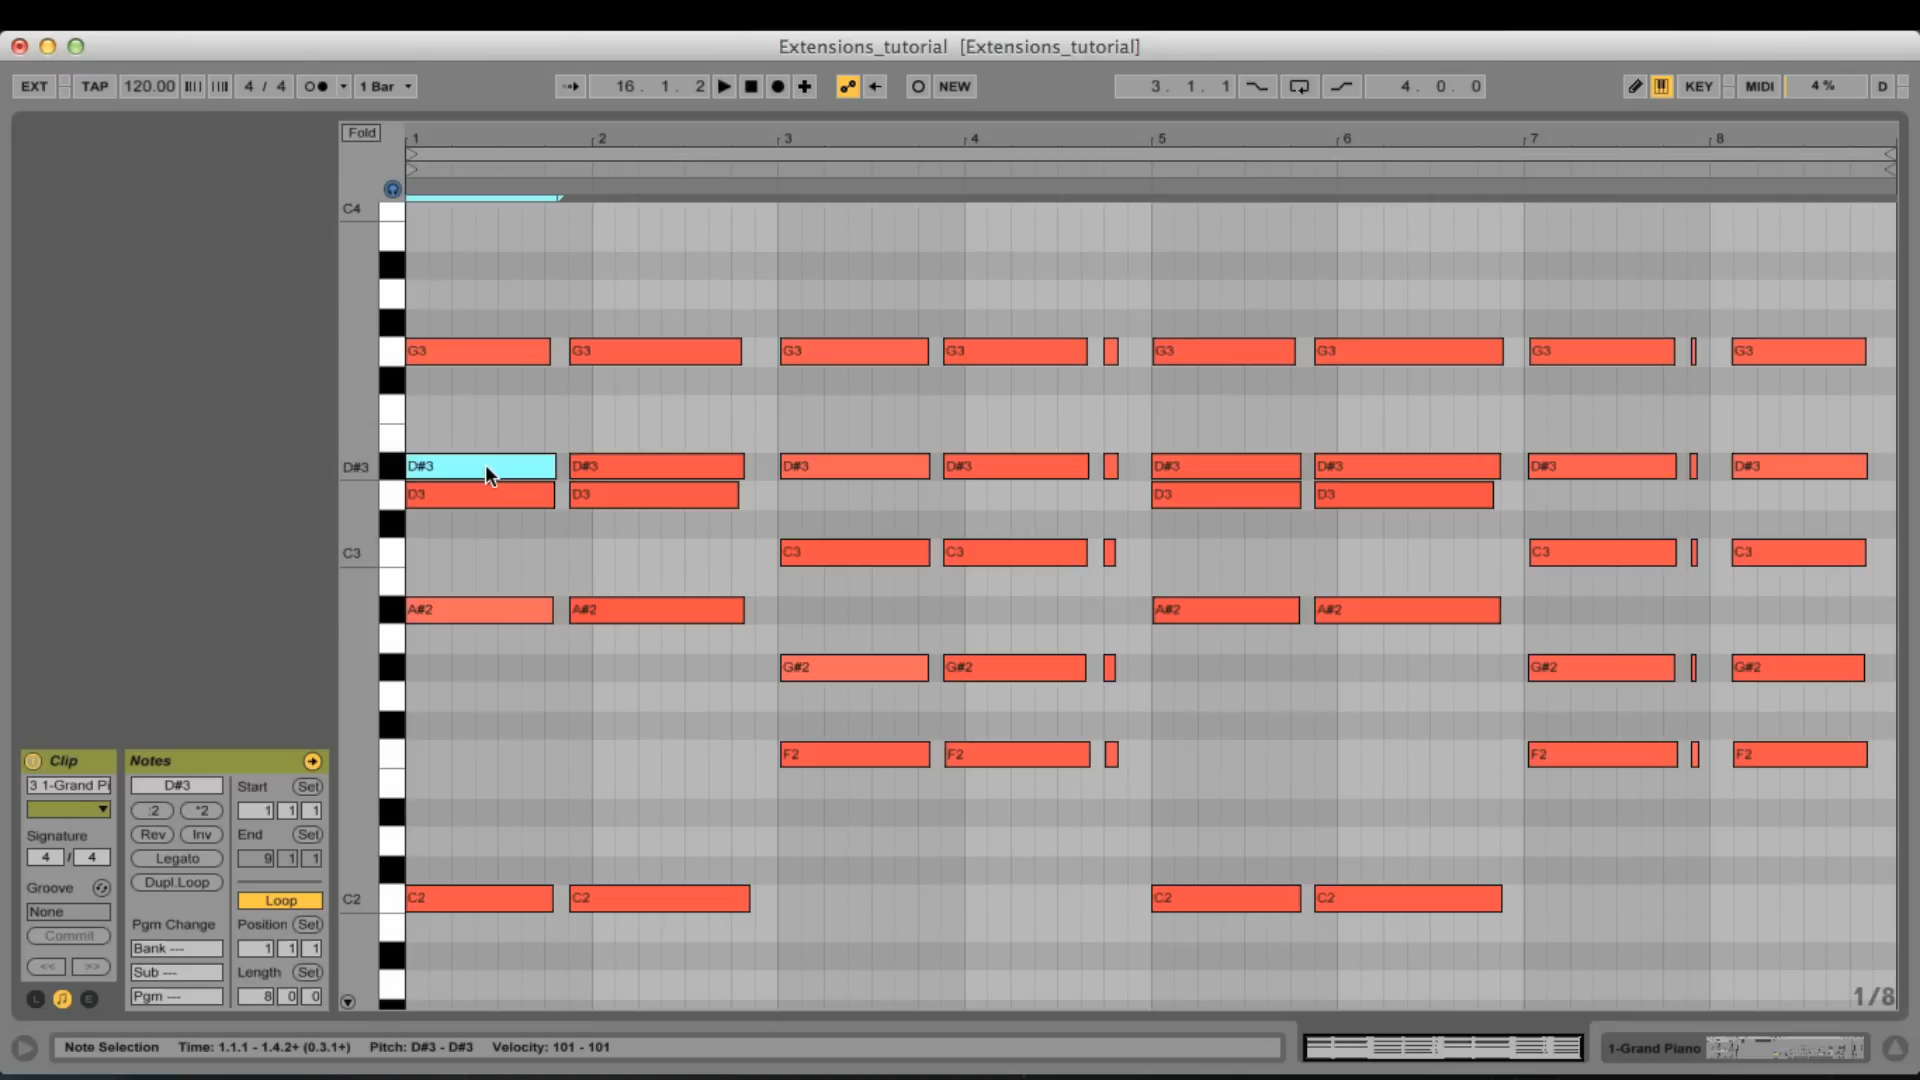 Extensions_tutorial [Extensions_tutorial]
EXT TAP 120.00 4 / 4 1 Bar 16. 1. 2 NEW 3. 1. 1 4. 0. 0 KEY MIDI 4 % D
Fold 1 2 3 4 5 6 7 8
C4
G3 G3 G3 G3 G3 G3 G3 G3
D#3 D#3 D#3 D#3 D#3 D#3 D#3 D#3 D#3
D3 D3 D3 D3
C3 C3 C3 C3 C3
A#2 A#2 A#2 A#2
G#2 G#2 G#2 G#2
F2 F2 F2 F2
C2 C2 C2 C2 C2
1/8
Clip
3 1-Grand Pi
Signature
4 / 4
Groove
None
Commit
<< >>
L E
Notes
D#3
:2 *2
Rev Inv
Legato
Dupl.Loop
Pgm Change
Bank ---
Sub ---
Pgm ---
Start Set
1 1 1
End Set
9 1 1
Loop
Position Set
1 1 1
Length Set
8 0 0
Note Selection Time: 1.1.1 - 1.4.2+ (0.3.1+) Pitch: D#3 - D#3 Velocity: 101 - 101
1-Grand Piano